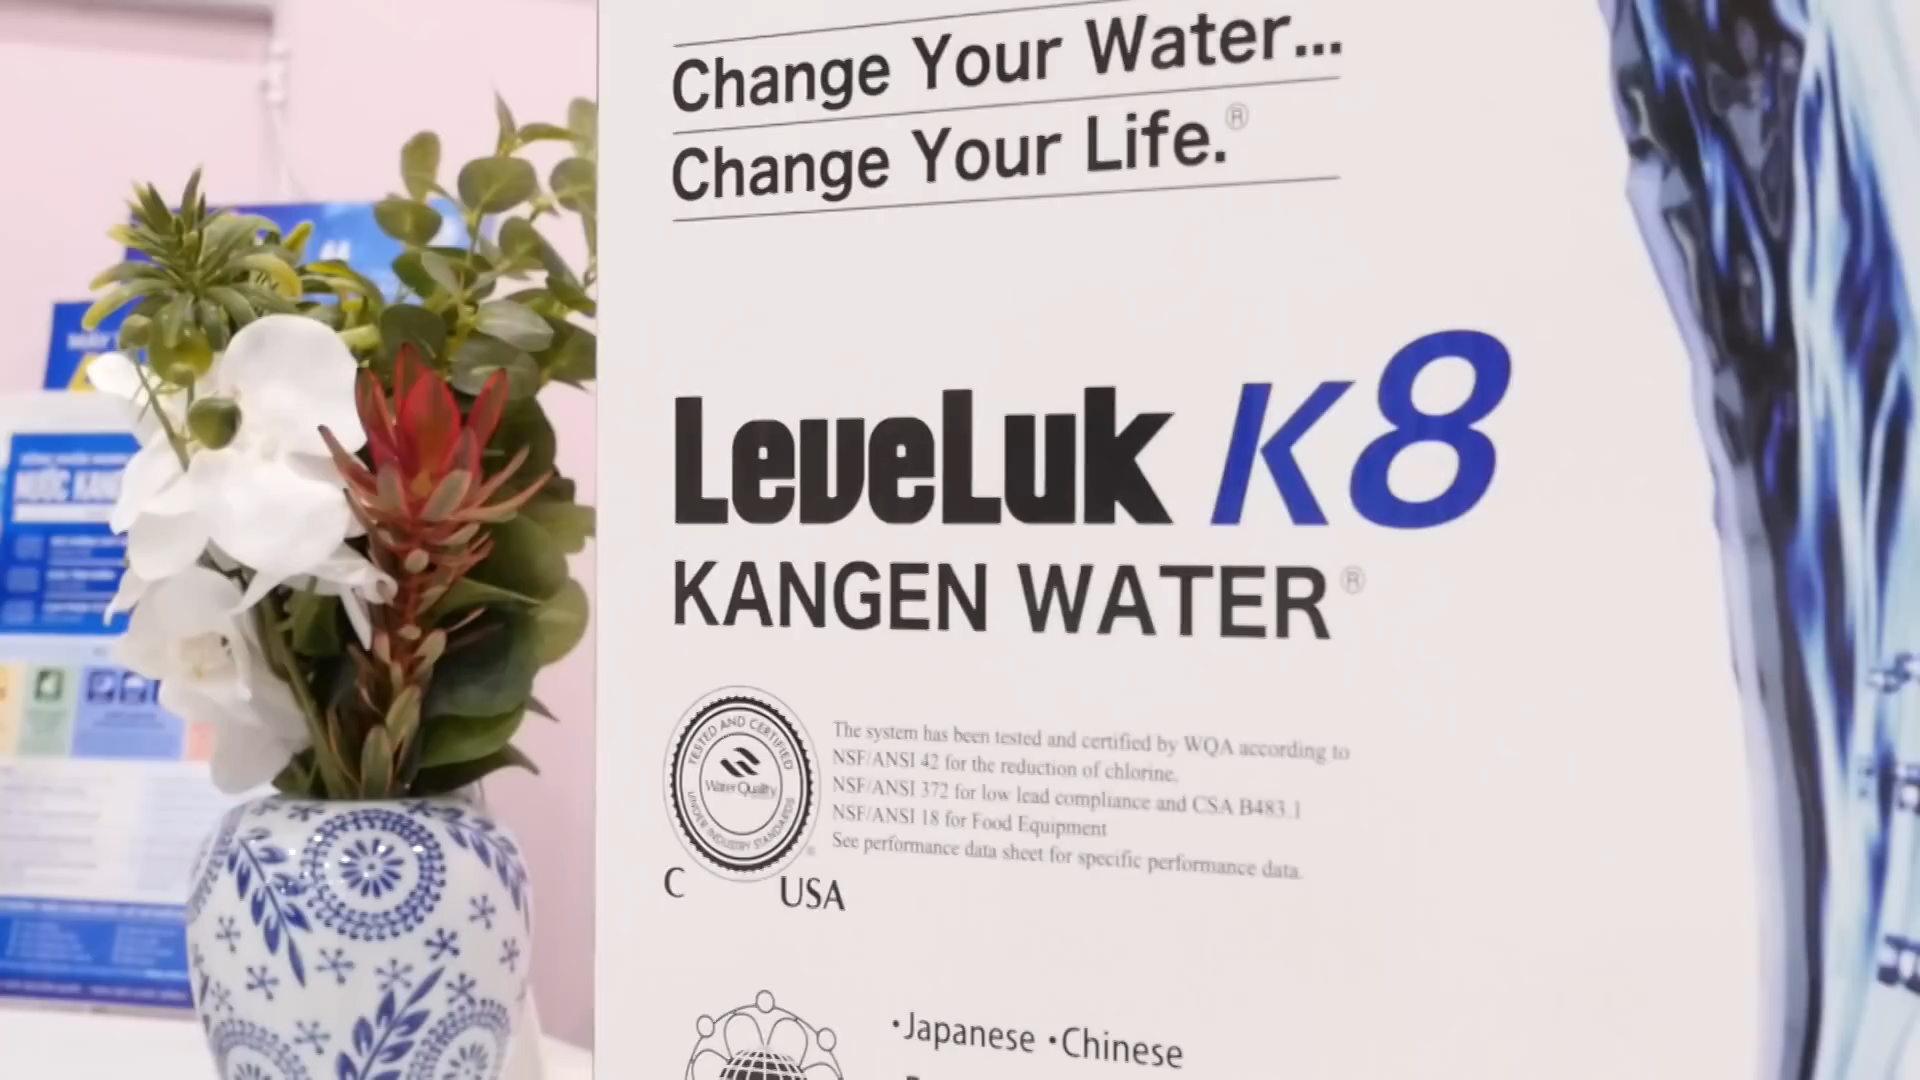 Change Your Water...
Change Your Life.®
LeveLuk K8
KANGEN WATER®
TESTED AND CERTIFIED
Water Quality
UNDER INDUSTRY STANDARDS
The system has been tested and certified by WQA according to
NSF/ANSI 42 for the reduction of chlorine,
NSF/ANSI 372 for low lead compliance and CSA B483.1
NSF/ANSI 18 for Food Equipment
See performance data sheet for specific performance data.
C USA
·Japanese ·Chinese
NƯỚC